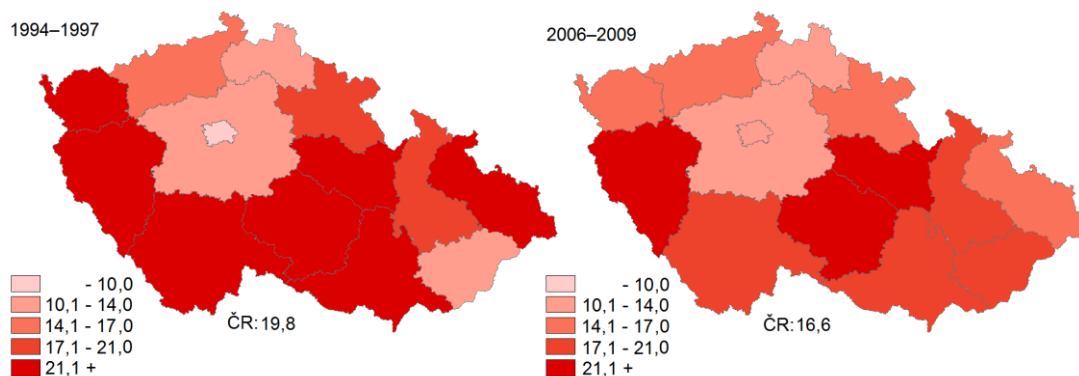 1994–1997
- 10,0
10,1 - 14,0
14,1 - 17,0
17,1 - 21,0
21,1 +
ČR:19,8
2006–2009
- 10,0
10,1 - 14,0
14,1 - 17,0
17,1 - 21,0
21,1 +
ČR:16,6